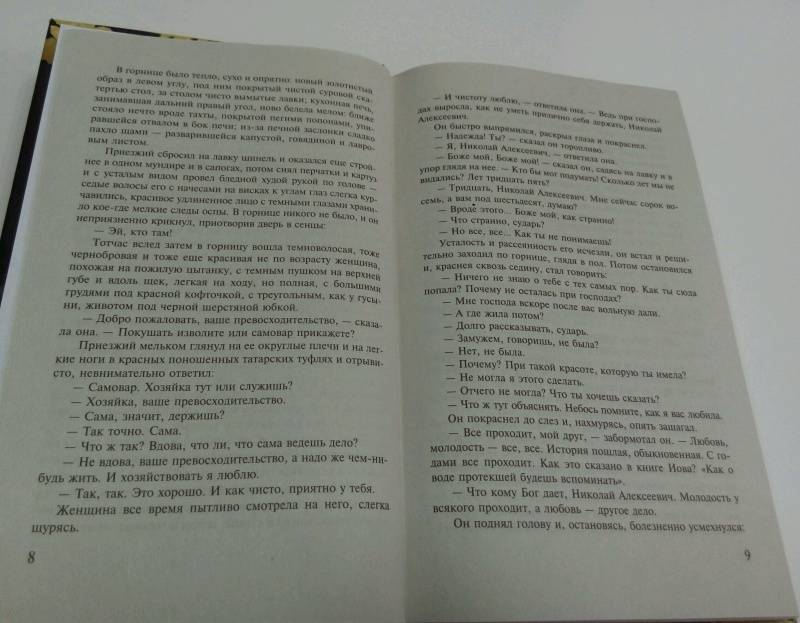 В горнице было тепло, сухо и опрятно: новый золотистый
образ в левом углу, под ним покрытый чистой суровой ска-
тертью стол, за столом чисто вымытые лавки; кухонная печь,
занимавшая дальний правый угол, ново белела мелом; ближе
стояло нечто вроде тахты, покрытой пегими попонами, упи-
равшейся отвалом в бок печи; из-за печной заслонки сладко
пахло щами — разварившейся капустой, говядиной и лавро-
вым листом.
Приезжий сбросил на лавку шинель и оказался еще строй-
нее в одном мундире и в сапогах, потом снял перчатки и картуз
и с усталым видом провел бледной худой рукой по голове —
седые волосы его с начесами на висках к углам глаз слегка кур-
чавились, красивое удлиненное лицо с темными глазами храни-
ло кое-где мелкие следы оспы. В горнице никого не было, и он
неприязненно крикнул, приотворив дверь в сенцы:
— Эй, кто там!
Тотчас вслед затем в горницу вошла темноволосая, тоже
чернобровая и тоже еще красивая не по возрасту женщина,
похожая на пожилую цыганку, с темным пушком на верхней
губе и вдоль щек, легкая на ходу, но полная, с большими
грудями под красной кофточкой, с треугольным, как у гусы-
ни, животом под черной шерстяной юбкой.
— Добро пожаловать, ваше превосходительство, — сказа-
ла она. — Покушать изволите или самовар прикажете?
Приезжий мельком глянул на ее округлые плечи и на лег-
кие ноги в красных поношенных татарских туфлях и отрыви-
сто, невнимательно ответил:
— Самовар. Хозяйка тут или служишь?
— Хозяйка, ваше превосходительство.
— Сама, значит, держишь?
— Так точно. Сама.
— Что ж так? Вдова, что ли, что сама ведешь дело?
— Не вдова, ваше превосходительство, а надо же чем-ни-
будь жить. И хозяйствовать я люблю.
— Так, так. Это хорошо. И как чисто, приятно у тебя.
Женщина все время пытливо смотрела на него, слегка
щурясь.
8
— И чистоту люблю, — ответила она. — Ведь при госпо-
дах выросла, как не уметь прилично себя держать, Николай
Алексеевич.
Он быстро выпрямился, раскрыл глаза и покраснел.
— Надежда! Ты? — сказал он торопливо.
— Я, Николай Алексеевич, — ответила она.
— Боже мой, Боже мой! — сказал он, садясь на лавку и в
упор глядя на нее. — Кто бы мог подумать! Сколько лет мы не
видались? Лет тридцать пять?
— Тридцать, Николай Алексеевич. Мне сейчас сорок во-
семь, а вам под шестьдесят, думаю?
— Вроде этого... Боже мой, как странно!
— Что странно, сударь?
— Но все, все... Как ты не понимаешь!
Усталость и рассеянность его исчезли, он встал и реши-
тельно заходил по горнице, глядя в пол. Потом остановился
и, краснея сквозь седину, стал говорить:
— Ничего не знаю о тебе с тех самых пор. Как ты сюда
попала? Почему не осталась при господах?
— Мне господа вскоре после вас вольную дали.
— А где жила потом?
— Долго рассказывать, сударь.
— Замужем, говоришь, не была?
— Нет, не была.
— Почему? При такой красоте, которую ты имела?
— Не могла я этого сделать.
— Отчего не могла? Что ты хочешь сказать?
— Что ж тут объяснять. Небось помните, как я вас любила.
Он покраснел до слез и, нахмурясь, опять зашагал.
— Все проходит, мой друг, — забормотал он. — Любовь,
молодость — все, все. История пошлая, обыкновенная. С го-
дами все проходит. Как это сказано в книге Иова? «Как о
воде протекшей будешь вспоминать».
— Что кому Бог дает, Николай Алексеевич. Молодость у
всякого проходит, а любовь — другое дело.
Он поднял голову и, остановясь, болезненно усмехнулся:
9